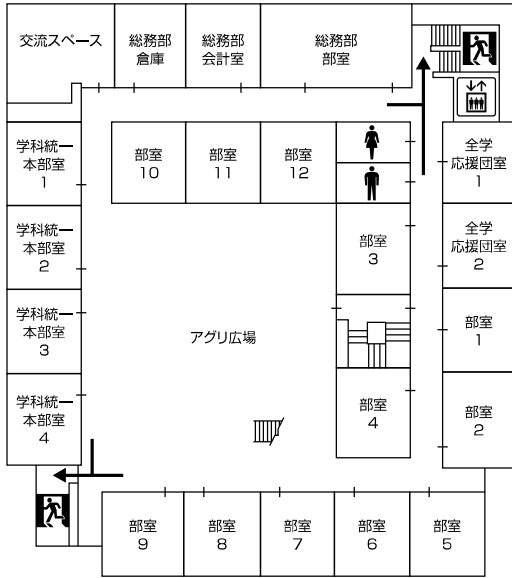 交流スペース
総務部
倉庫
総務部
会計室
総務部
部室
学科統一
本部室
1
部室
10
部室
11
部室
12
全学
応援団室
1
学科統一
本部室
2
部室
3
全学
応援団室
2
学科統一
本部室
3
アグリ広場
部室
1
学科統一
本部室
4
部室
4
部室
2
部室
9
部室
8
部室
7
部室
6
部室
5